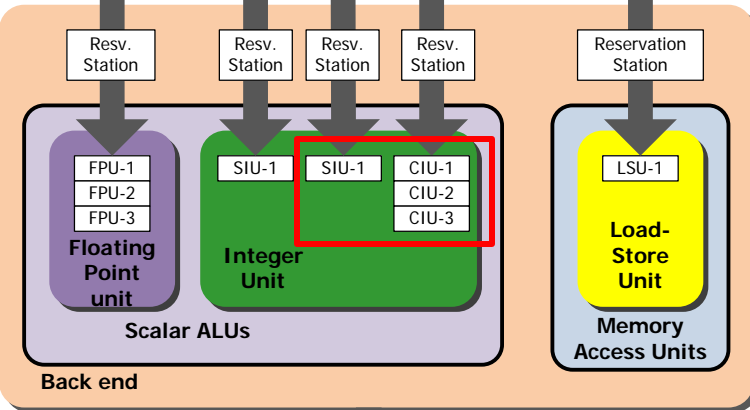 Resv.
Station
Resv.
Station
Resv.
Station
Resv.
Station
Reservation
Station
FPU-1
FPU-2
FPU-3
Floating
Point
unit
SIU-1
SIU-1
CIU-1
CIU-2
CIU-3
Integer
Unit
Scalar ALUs
LSU-1
Load-
Store
Unit
Memory
Access Units
Back end